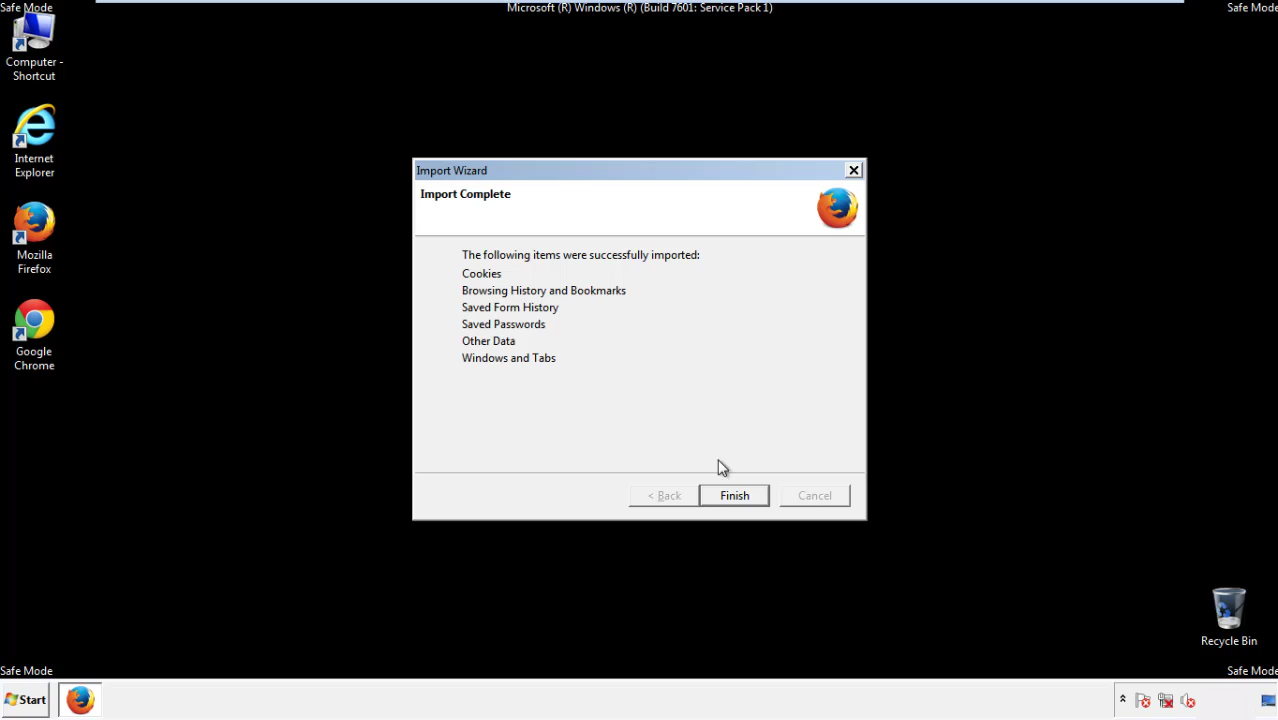 Safe Mode
Microsoft (R) Windows (R) (Build 7601: Service Pack 1)
Safe Mode
Computer -
Shortcut
Internet
Explorer
Mozilla
Firefox
Google
Chrome
Import Wizard
Import Complete
The following items were successfully imported:
Cookies
Browsing History and Bookmarks
Saved Form History
Saved Passwords
Other Data
Windows and Tabs
< Back
Finish
Cancel
Recycle Bin
Safe Mode
Safe Mode
Start